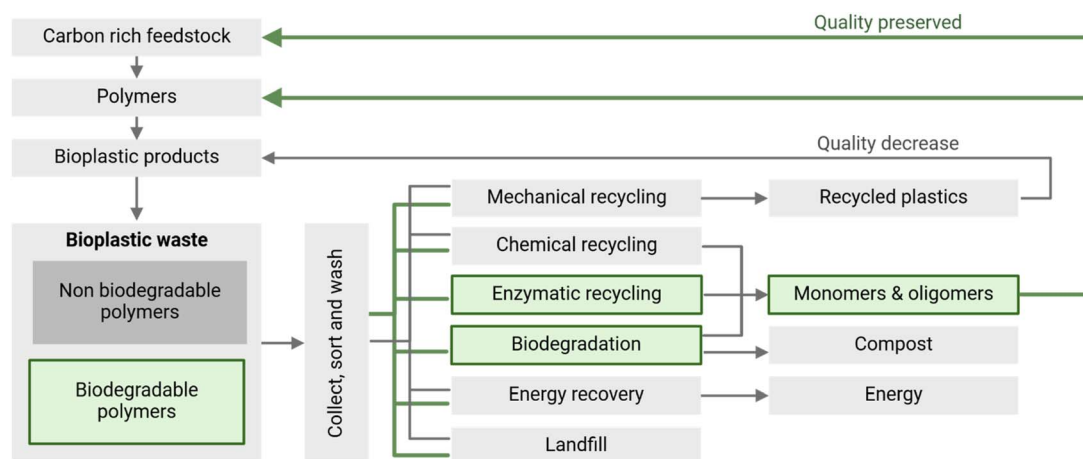 Quality preserved
Carbon rich feedstock
Polymers
Quality decrease
Bioplastic products
Bioplastic waste
Non biodegradable
polymers
Biodegradable
polymers
Collect, sort and wash
Mechanical recycling
Recycled plastics
Chemical recycling
Enzymatic recycling
Monomers & oligomers
Biodegradation
Compost
Energy recovery
Energy
Landfill